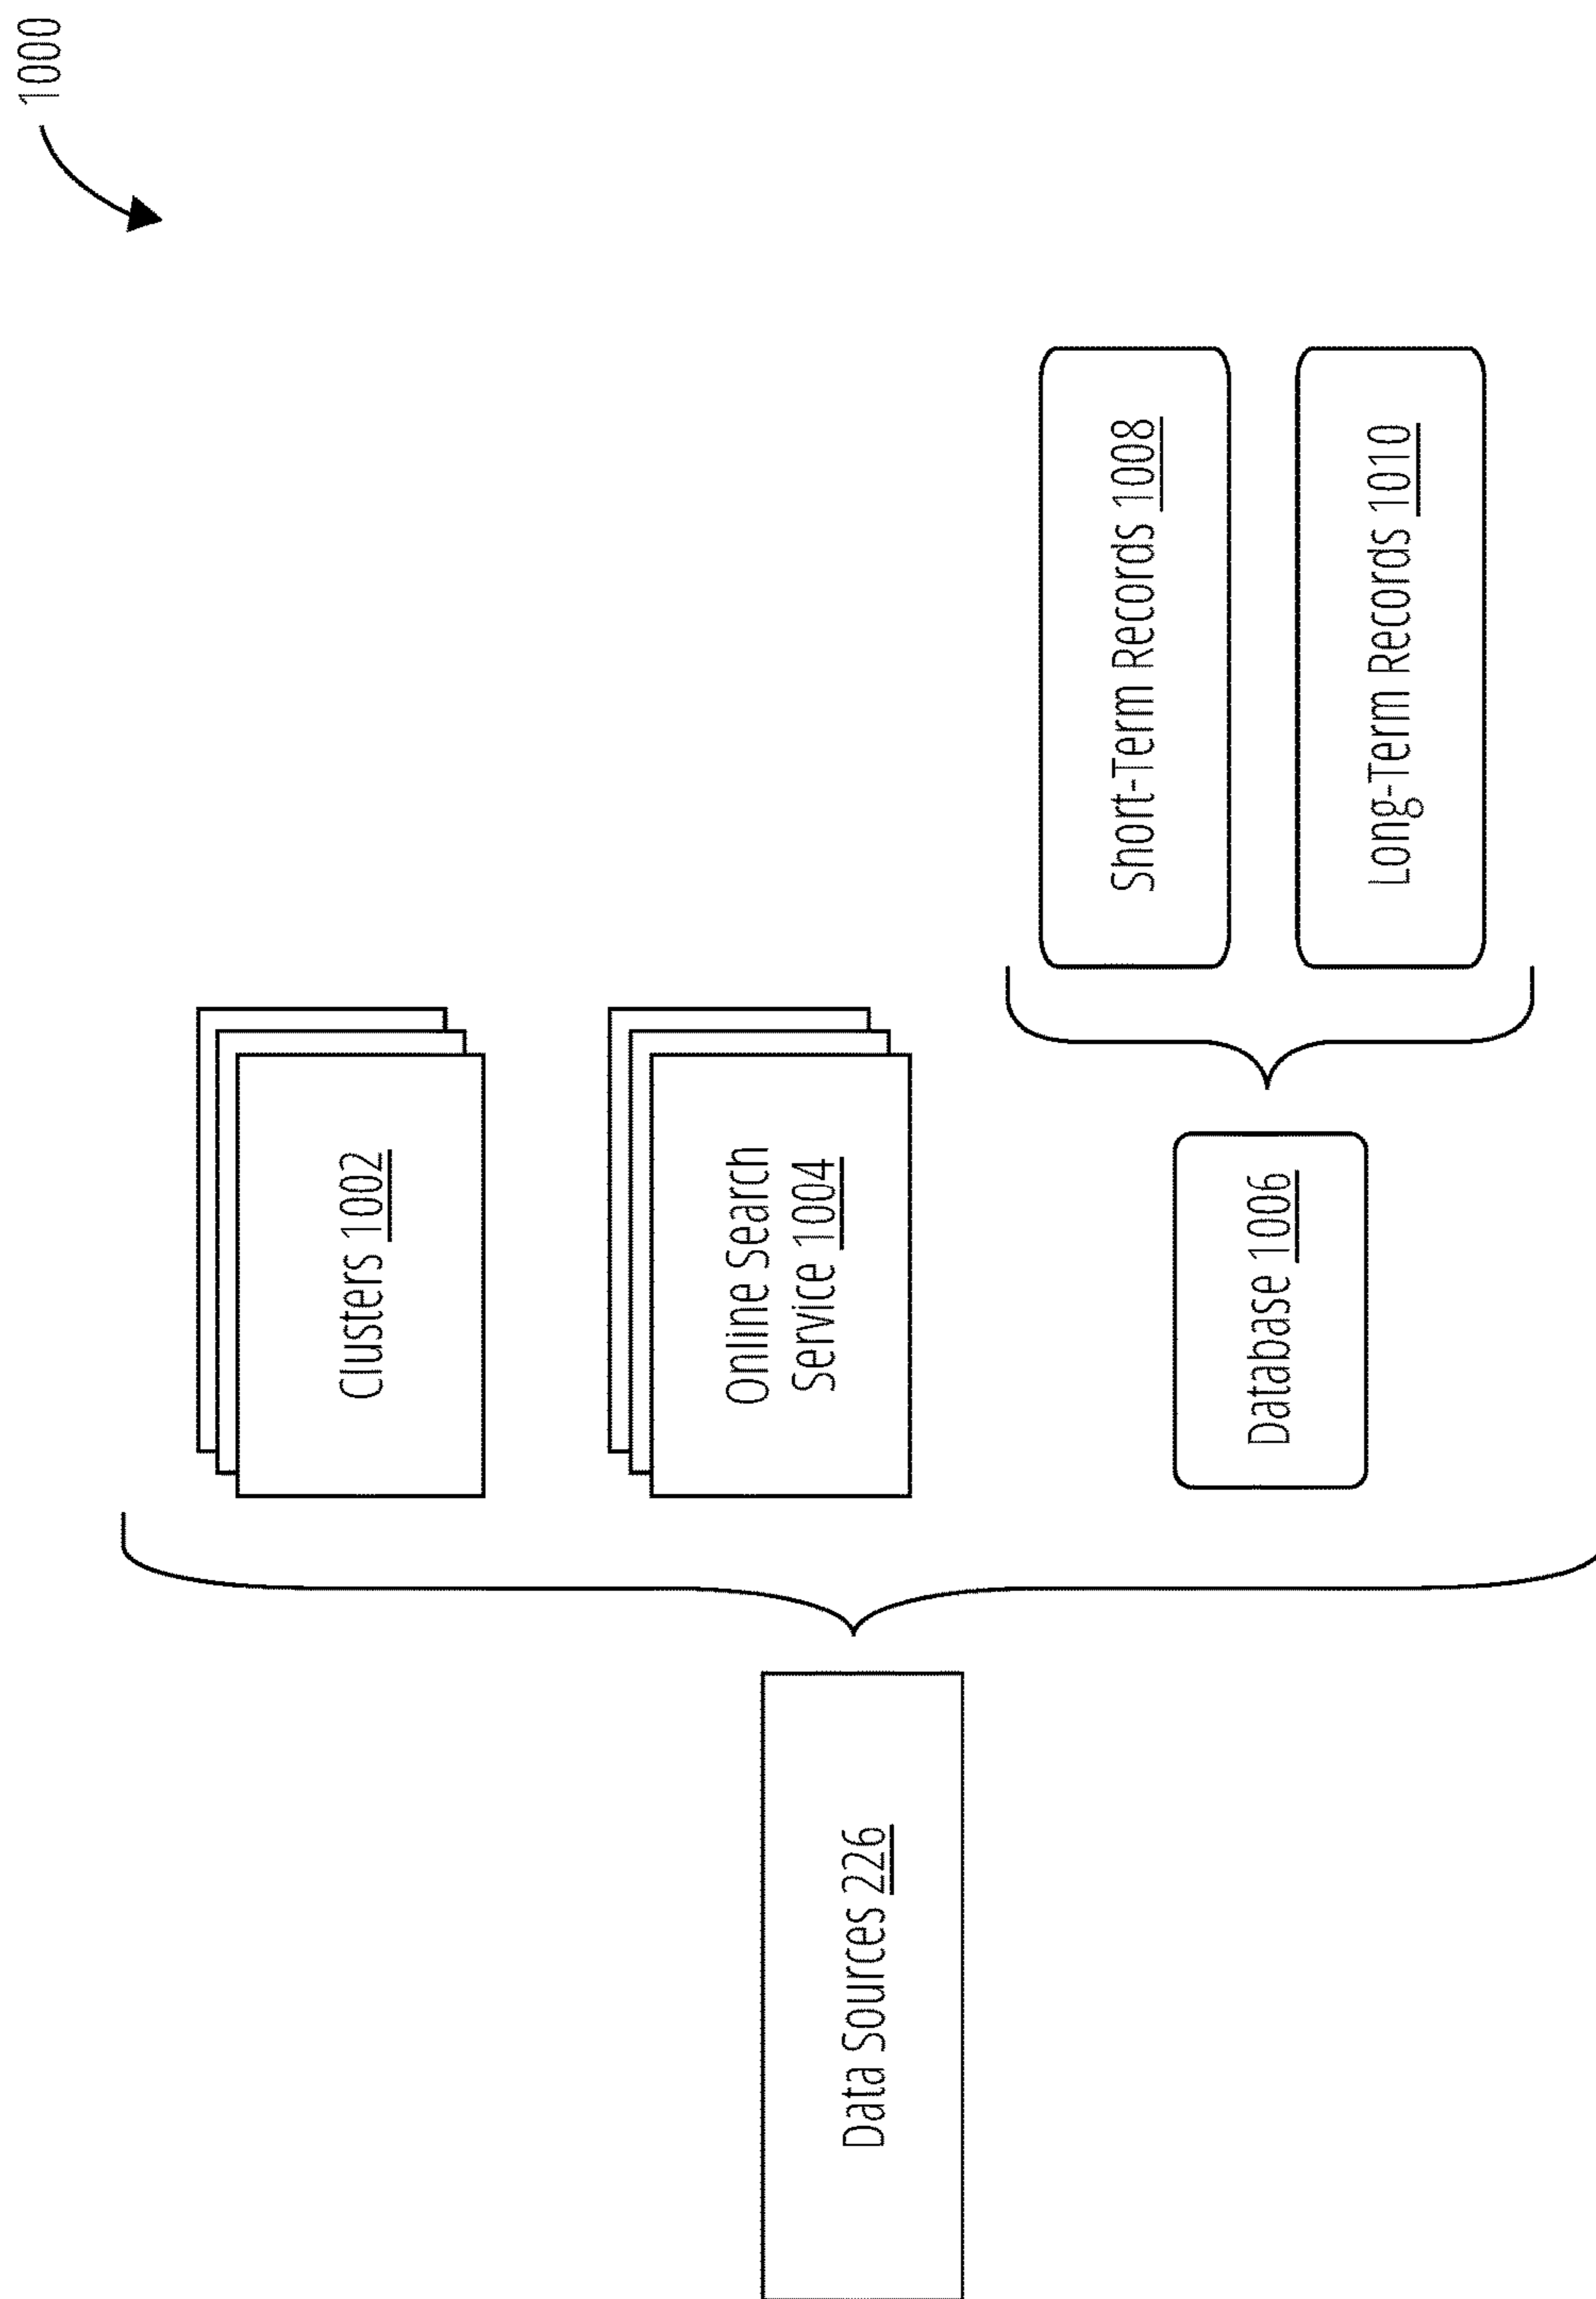 1000
Clusters 1002
Online Search
Service 1004
Data Sources 226
Database 1006
Short-Term Records 1008
Long-Term Records 1010